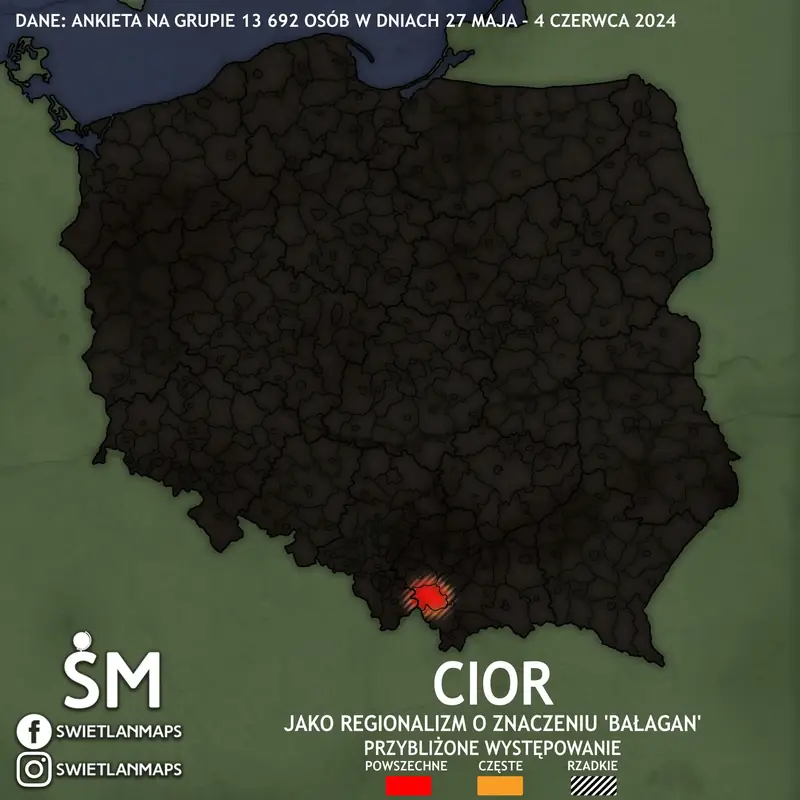 DANE: ANKIETA NA GRUPIE 13 692 OSÓB W DNIACH 27 MAJA - 4 CZERWCA 2024
ŚM
SWIETLANMAPS
SWIETLANMAPS
CIOR
JAKO REGIONALIZM O ZNACZENIU 'BAŁAGAN'
PRZYBLIŻONE WYSTĘPOWANIE
POWSZECHNE CZĘSTE RZADKIE